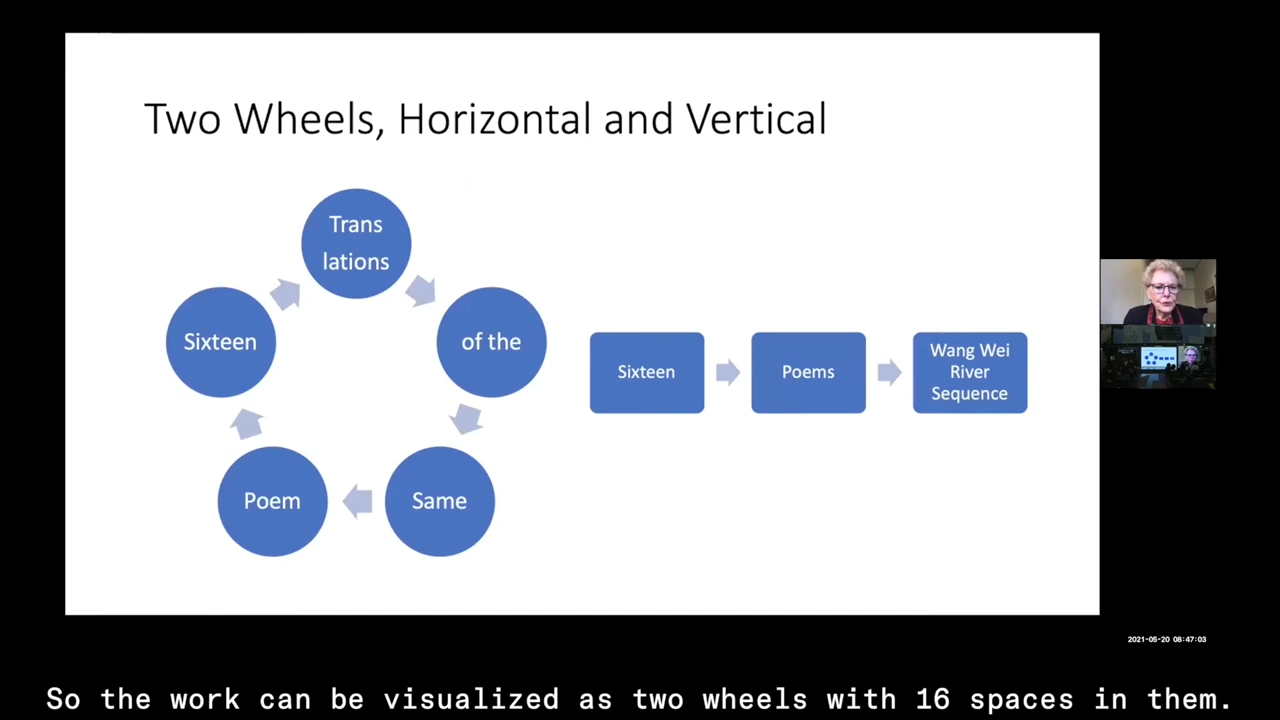 Two Wheels, Horizontal and Vertical
Trans
lations
Sixteen
of the
Poem
Same
Sixteen
Poems
Wang Wei
River
Sequence
2021-05-20 08:47:03
So the work can be visualized as two wheels with 16 spaces in them.